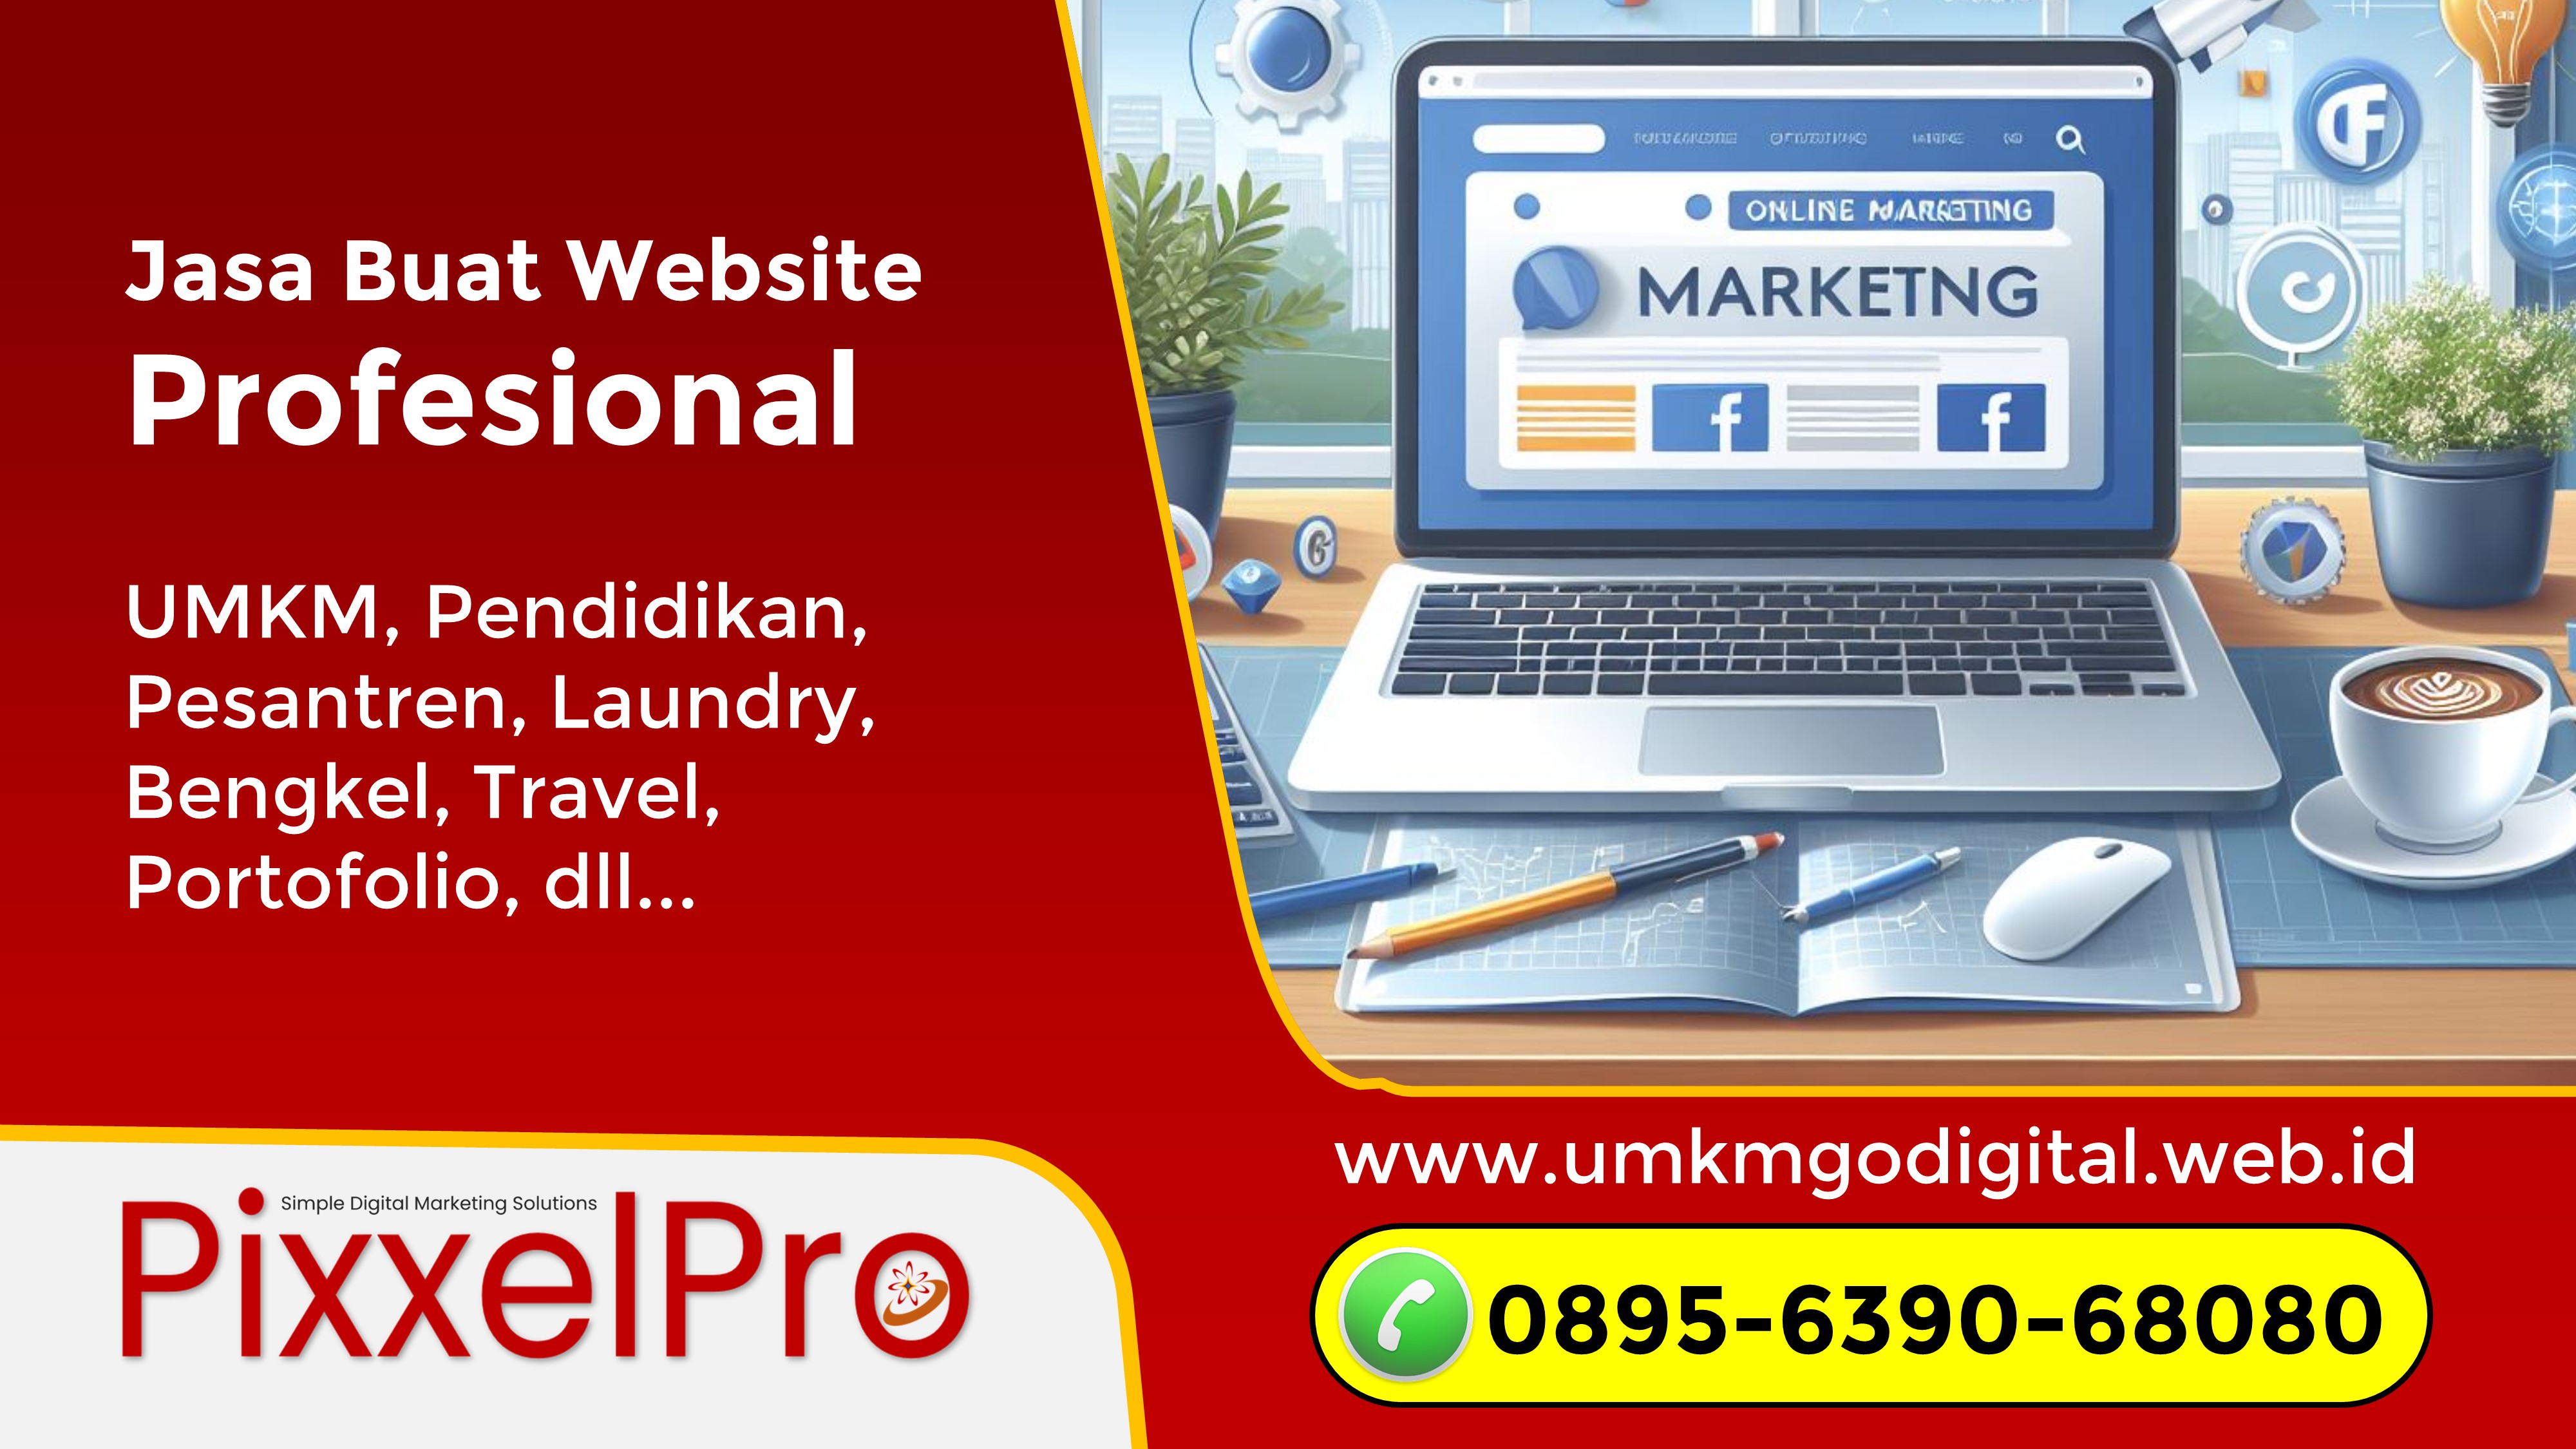 Jasa Buat Website
Profesional
UMKM, Pendidikan,
Pesantren, Laundry,
Bengkel, Travel,
Portofolio, dll...
ONLINE MARKETING
MARKETNG
f
f
Simple Digital Marketing Solutions
PixxelPro
www.umkmgodigital.web.id
0895-6390-68080